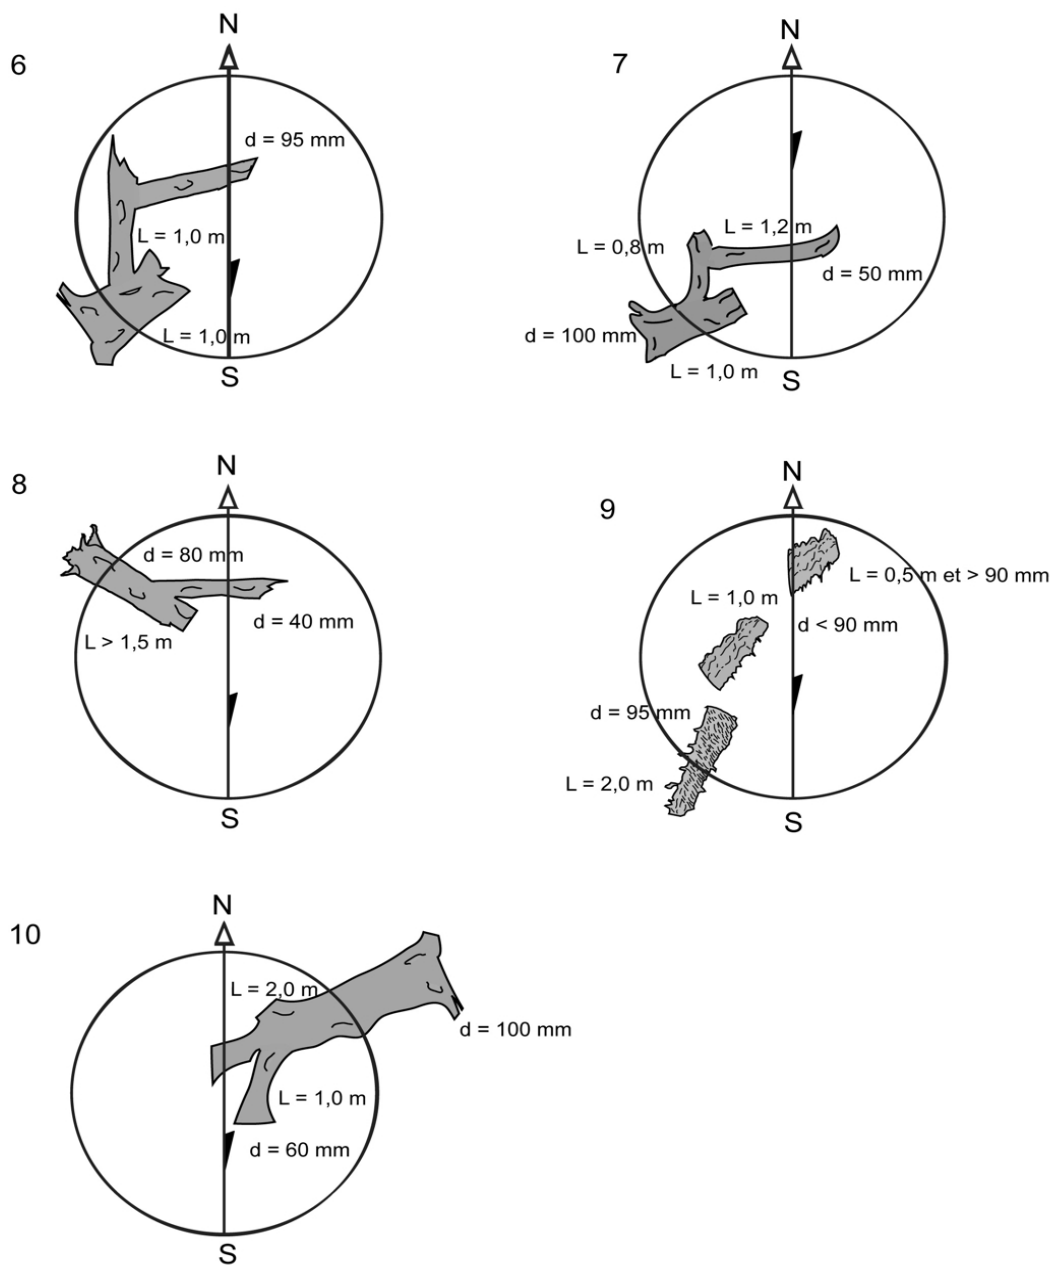 6
N
d = 95 mm
L = 1,0 m
L = 1,0 m
S
7
N
L = 1,2 m
L = 0,8 m
d = 50 mm
d = 100 mm
L = 1,0 m
S
8
N
d = 80 mm
d = 40 mm
L > 1,5 m
S
9
N
L = 0,5 m et > 90 mm
L = 1,0 m
d < 90 mm
d = 95 mm
L = 2,0 m
S
10
N
L = 2,0 m
d = 100 mm
L = 1,0 m
d = 60 mm
S